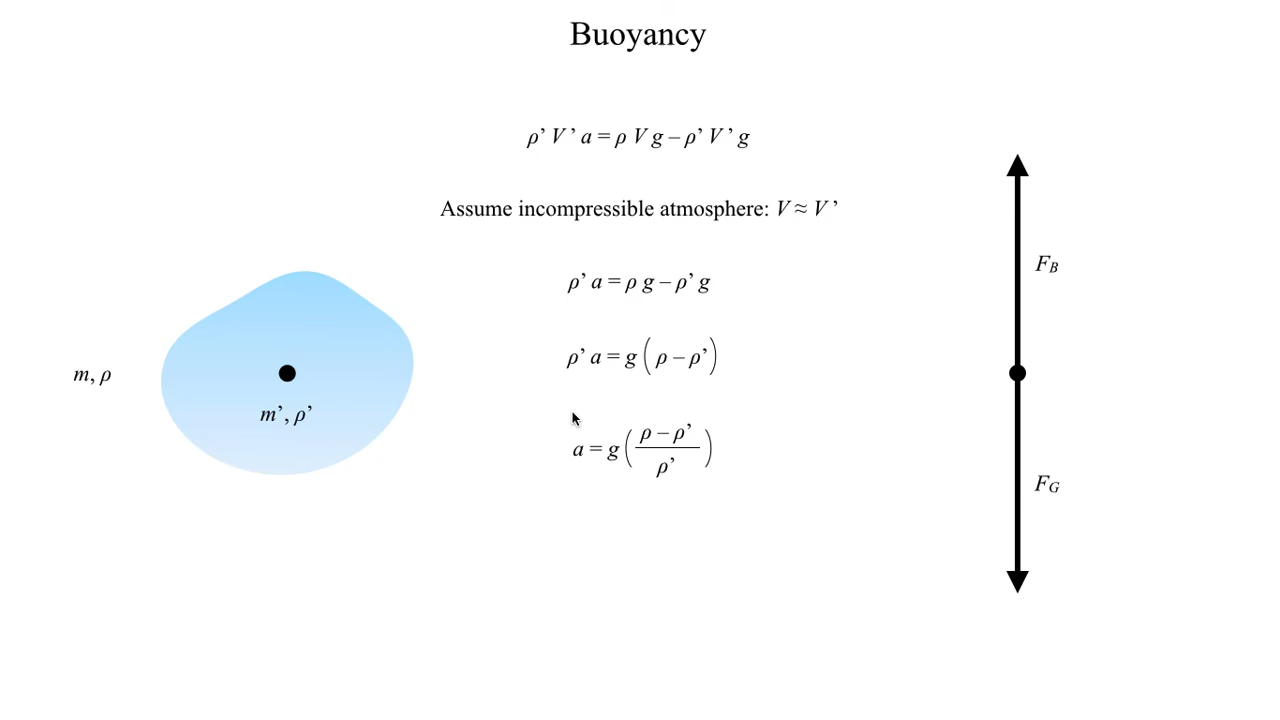 Buoyancy
ρ’ V ’ a = ρ V g – ρ’ V ’ g
Assume incompressible atmosphere: V ≈ V ’
ρ’ a = ρ g – ρ’ g
ρ’ a = g ( ρ – ρ’ )
a = g ( ρ – ρ’ / ρ’ )
m, ρ
m’, ρ’
F_B
F_G